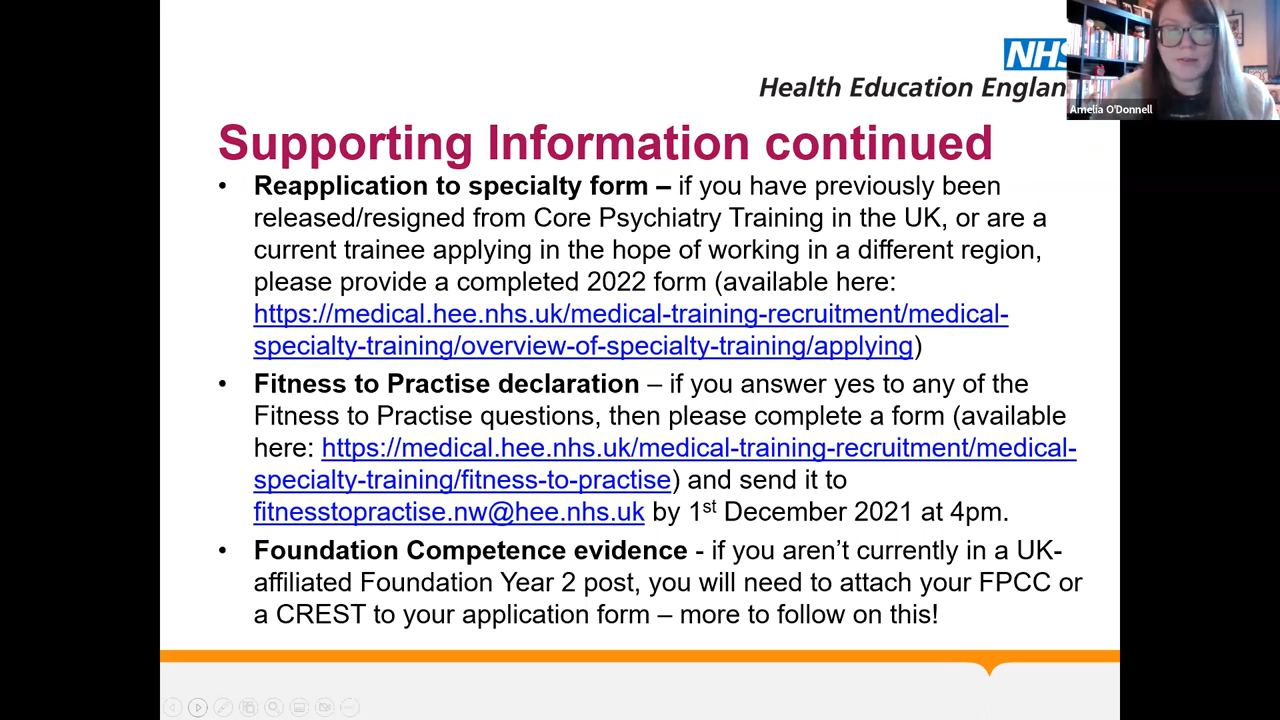 NHS
Health Education Englan
Amelia O'Donnell
Supporting Information continued
• Reapplication to specialty form – if you have previously been
released/resigned from Core Psychiatry Training in the UK, or are a
current trainee applying in the hope of working in a different region,
please provide a completed 2022 form (available here:
https://medical.hee.nhs.uk/medical-training-recruitment/medical-
specialty-training/overview-of-specialty-training/applying)
• Fitness to Practise declaration – if you answer yes to any of the
Fitness to Practise questions, then please complete a form (available
here: https://medical.hee.nhs.uk/medical-training-recruitment/medical-
specialty-training/fitness-to-practise) and send it to
fitnesstopractise.nw@hee.nhs.uk by 1st December 2021 at 4pm.
• Foundation Competence evidence - if you aren’t currently in a UK-
affiliated Foundation Year 2 post, you will need to attach your FPCC or
a CREST to your application form – more to follow on this!